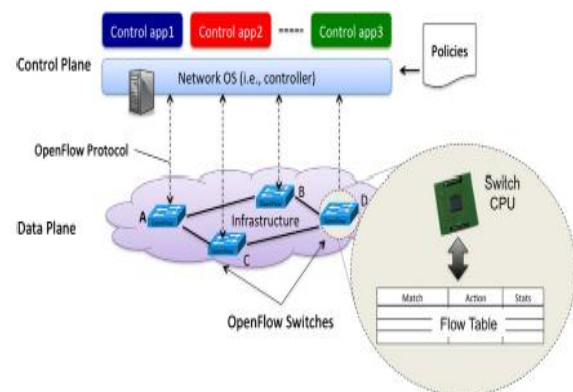 Control app1
Control app2
Control app3
Policies
Control Plane
Network OS (i.e., controller)
OpenFlow Protocol
A
B
D
Infrastructure
C
Data Plane
OpenFlow Switches
Switch
CPU
Match Action Stats
Flow Table